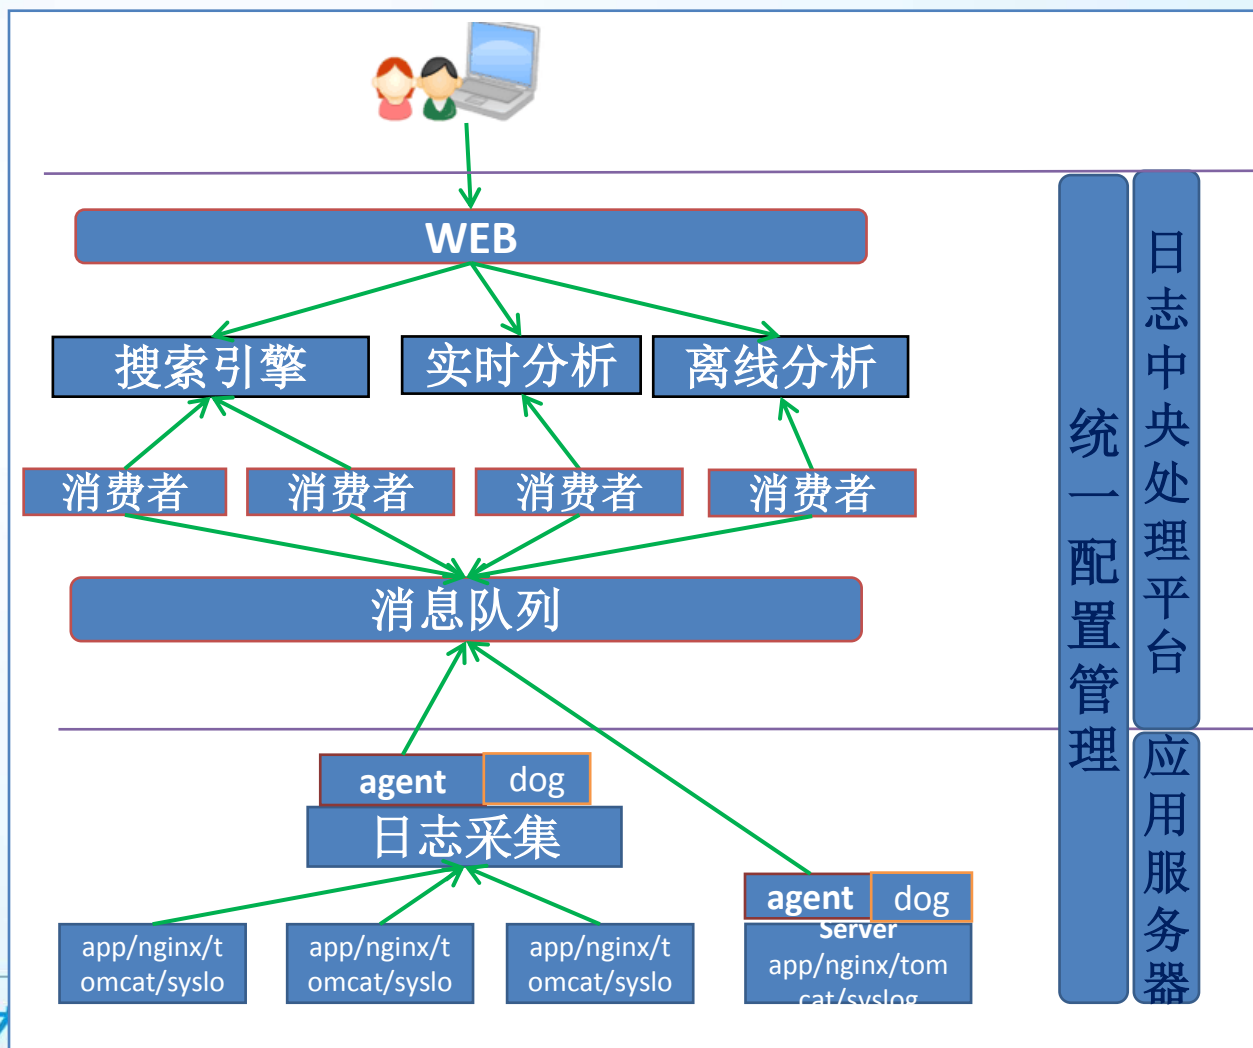 WEB
搜索引擎
实时分析
离线分析
消费者
消费者
消费者
消费者
消息队列
agent
dog
日志采集
app/nginx/t
omcat/syslo
app/nginx/t
omcat/syslo
app/nginx/t
omcat/syslo
agent
dog
Server
app/nginx/tom
cat/syslog
统一配置管理
日志中央处理平台
应用服务器